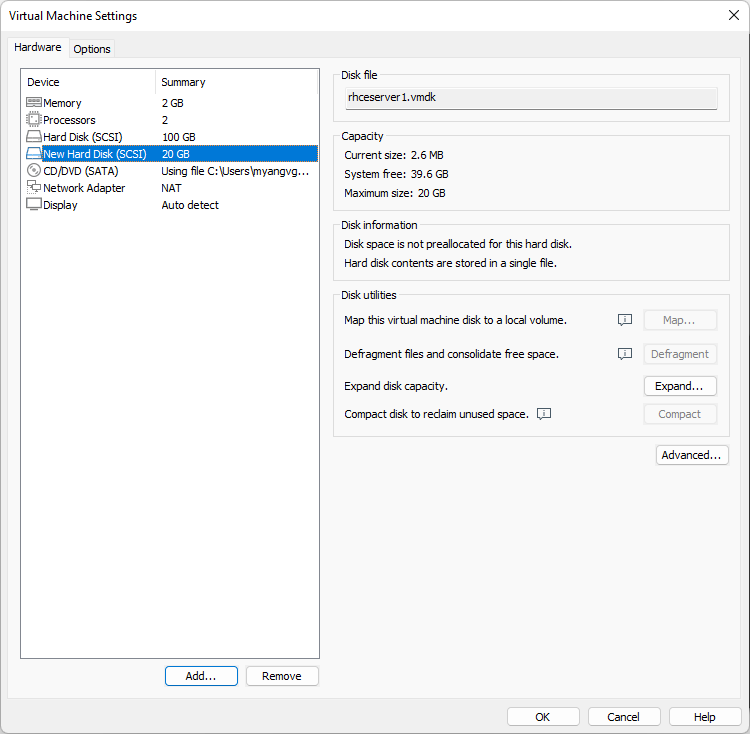 Virtual Machine Settings
Hardware Options
Device Summary
Memory 2 GB
Processors 2
Hard Disk (SCSI) 100 GB
New Hard Disk (SCSI) 20 GB
CD/DVD (SATA) Using file C:\Users\myangvg...
Network Adapter NAT
Display Auto detect
Add... Remove
Disk file
rhceserver1.vmdk
Capacity
Current size: 2.6 MB
System free: 39.6 GB
Maximum size: 20 GB
Disk information
Disk space is not preallocated for this hard disk.
Hard disk contents are stored in a single file.
Disk utilities
Map this virtual machine disk to a local volume. Map...
Defragment files and consolidate free space. Defragment
Expand disk capacity. Expand...
Compact disk to reclaim unused space. Compact
Advanced...
OK Cancel Help